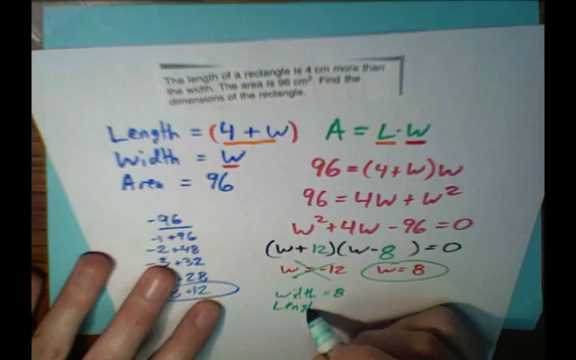 The length of a rectangle is 4 cm more than
the width. The area is 96 cm². Find the
dimensions of the rectangle.
Length = (4 + w)
Width = w
Area = 96
A = L · W
96 = (4+w)w
96 = 4w + w²
w² + 4w - 96 = 0
(w + 12)(w - 8) = 0
w = -12
w = 8
Width = 8
-96
-1 +96
-2 +48
-3 +32
28
-12